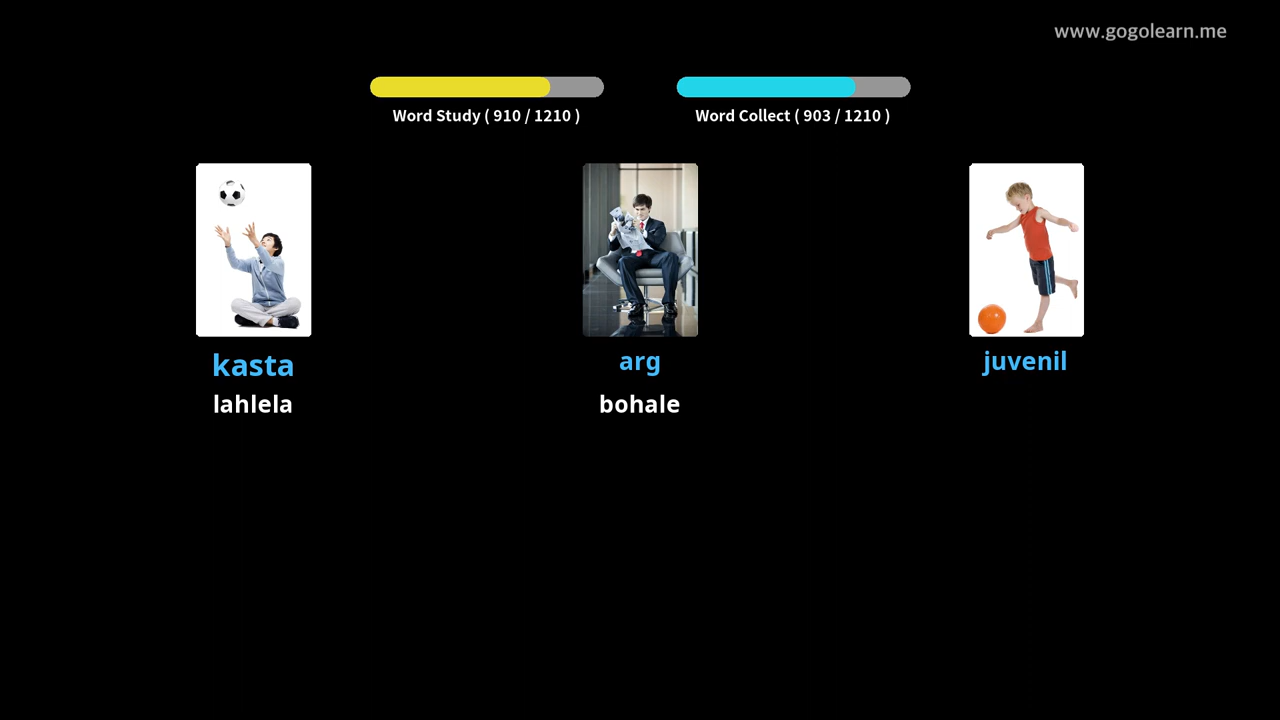 www.gogolearn.me
Word Study ( 910 / 1210 )
Word Collect ( 903 / 1210 )
kasta
lahlela
arg
bohale
juvenil